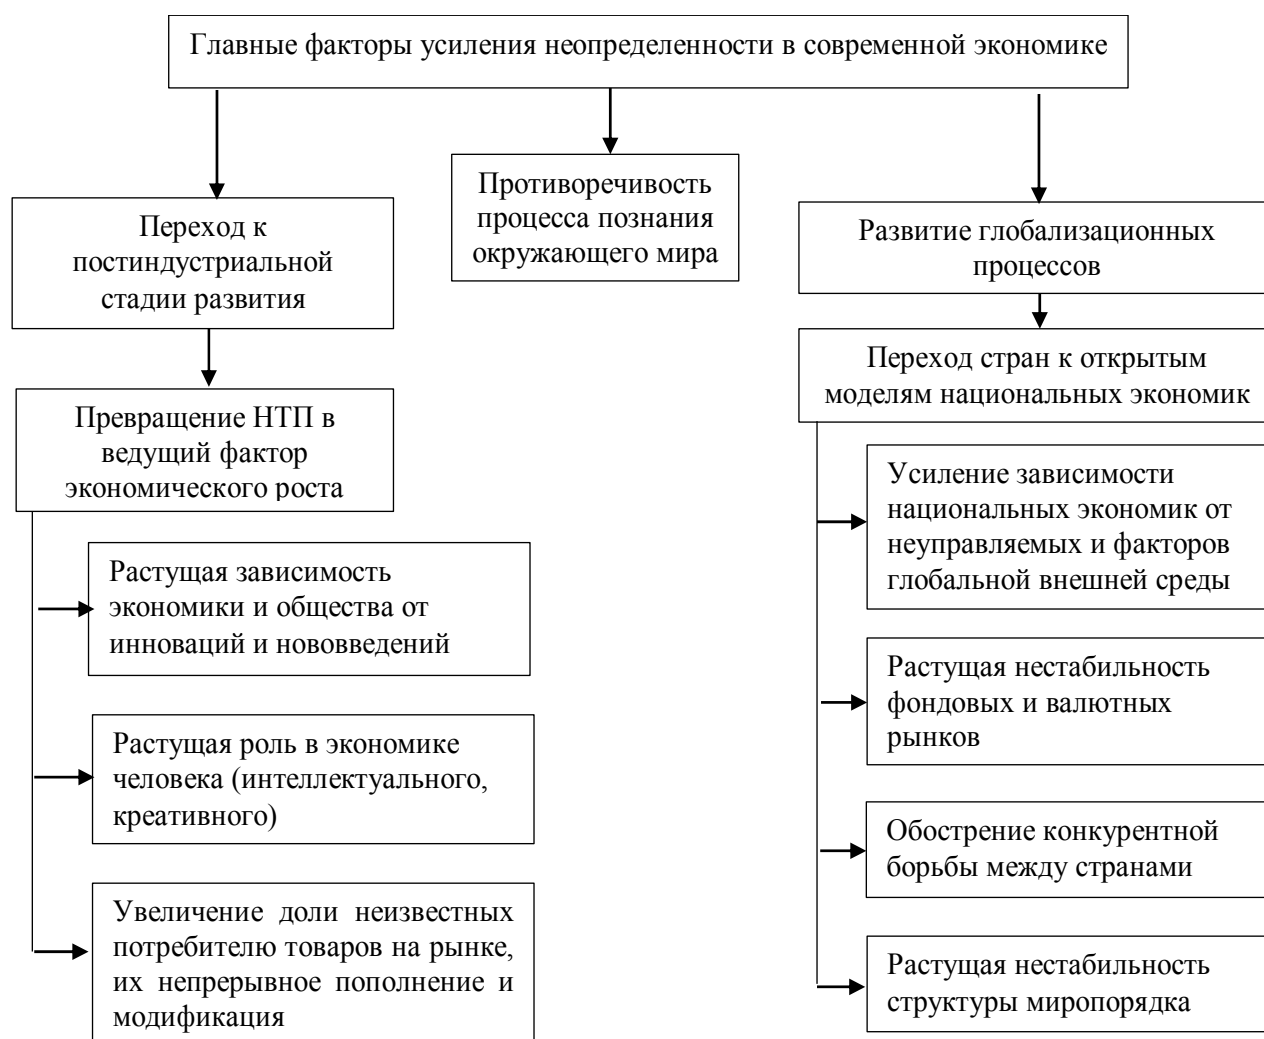 Главные факторы усиления неопределенности в современной экономике
Переход к
постиндустриальной
стадии развития
Противоречивость
процесса познания
окружающего мира
Развитие глобализационных
процессов
Превращение НТП в
ведущий фактор
экономического роста
Растущая зависимость
экономики и общества от
инноваций и нововведений
Растущая роль в экономике
человека (интеллектуального,
креативного)
Увеличение доли неизвестных
потребителю товаров на рынке,
их непрерывное пополнение и
модификация
Переход стран к открытым
моделям национальных экономик
Усиление зависимости
национальных экономик от
неуправляемых и факторов
глобальной внешней среды
Растущая нестабильность
фондовых и валютных
рынков
Обострение конкурентной
борьбы между странами
Растущая нестабильность
структуры миропорядка